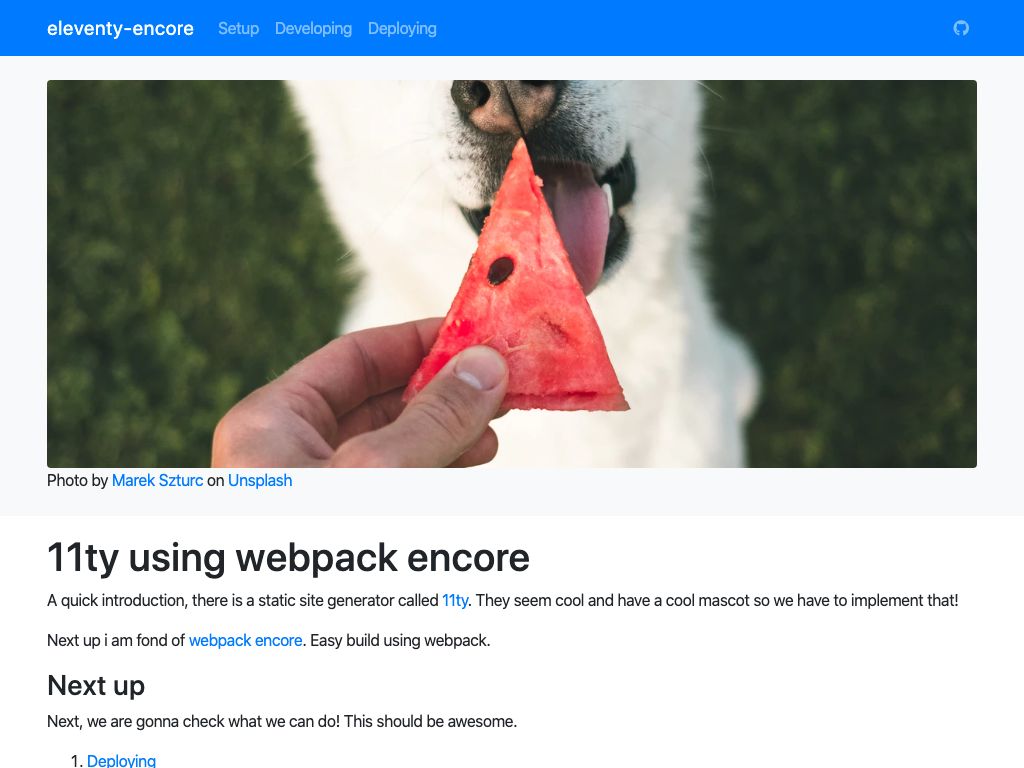 eleventy-encore Setup Developing Deploying
Photo by Marek Szturc on Unsplash
11ty using webpack encore
A quick introduction, there is a static site generator called 11ty. They seem cool and have a cool mascot so we have to implement that!
Next up i am fond of webpack encore. Easy build using webpack.
Next up
Next, we are gonna check what we can do! This should be awesome.
1. Deploying